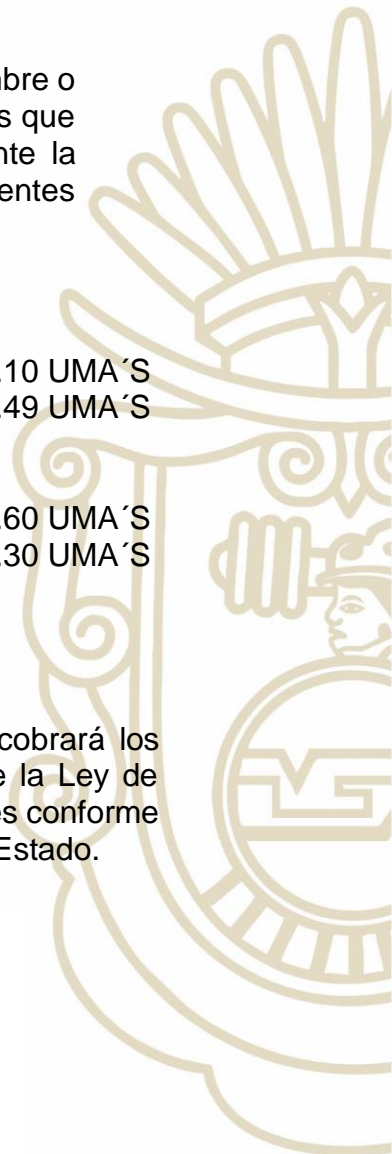 mbre o
s que
nte la
entes
.10 UMA´S
.49 UMA´S
.60 UMA´S
.30 UMA´S
cobrará los
e la Ley de
es conforme
Estado.